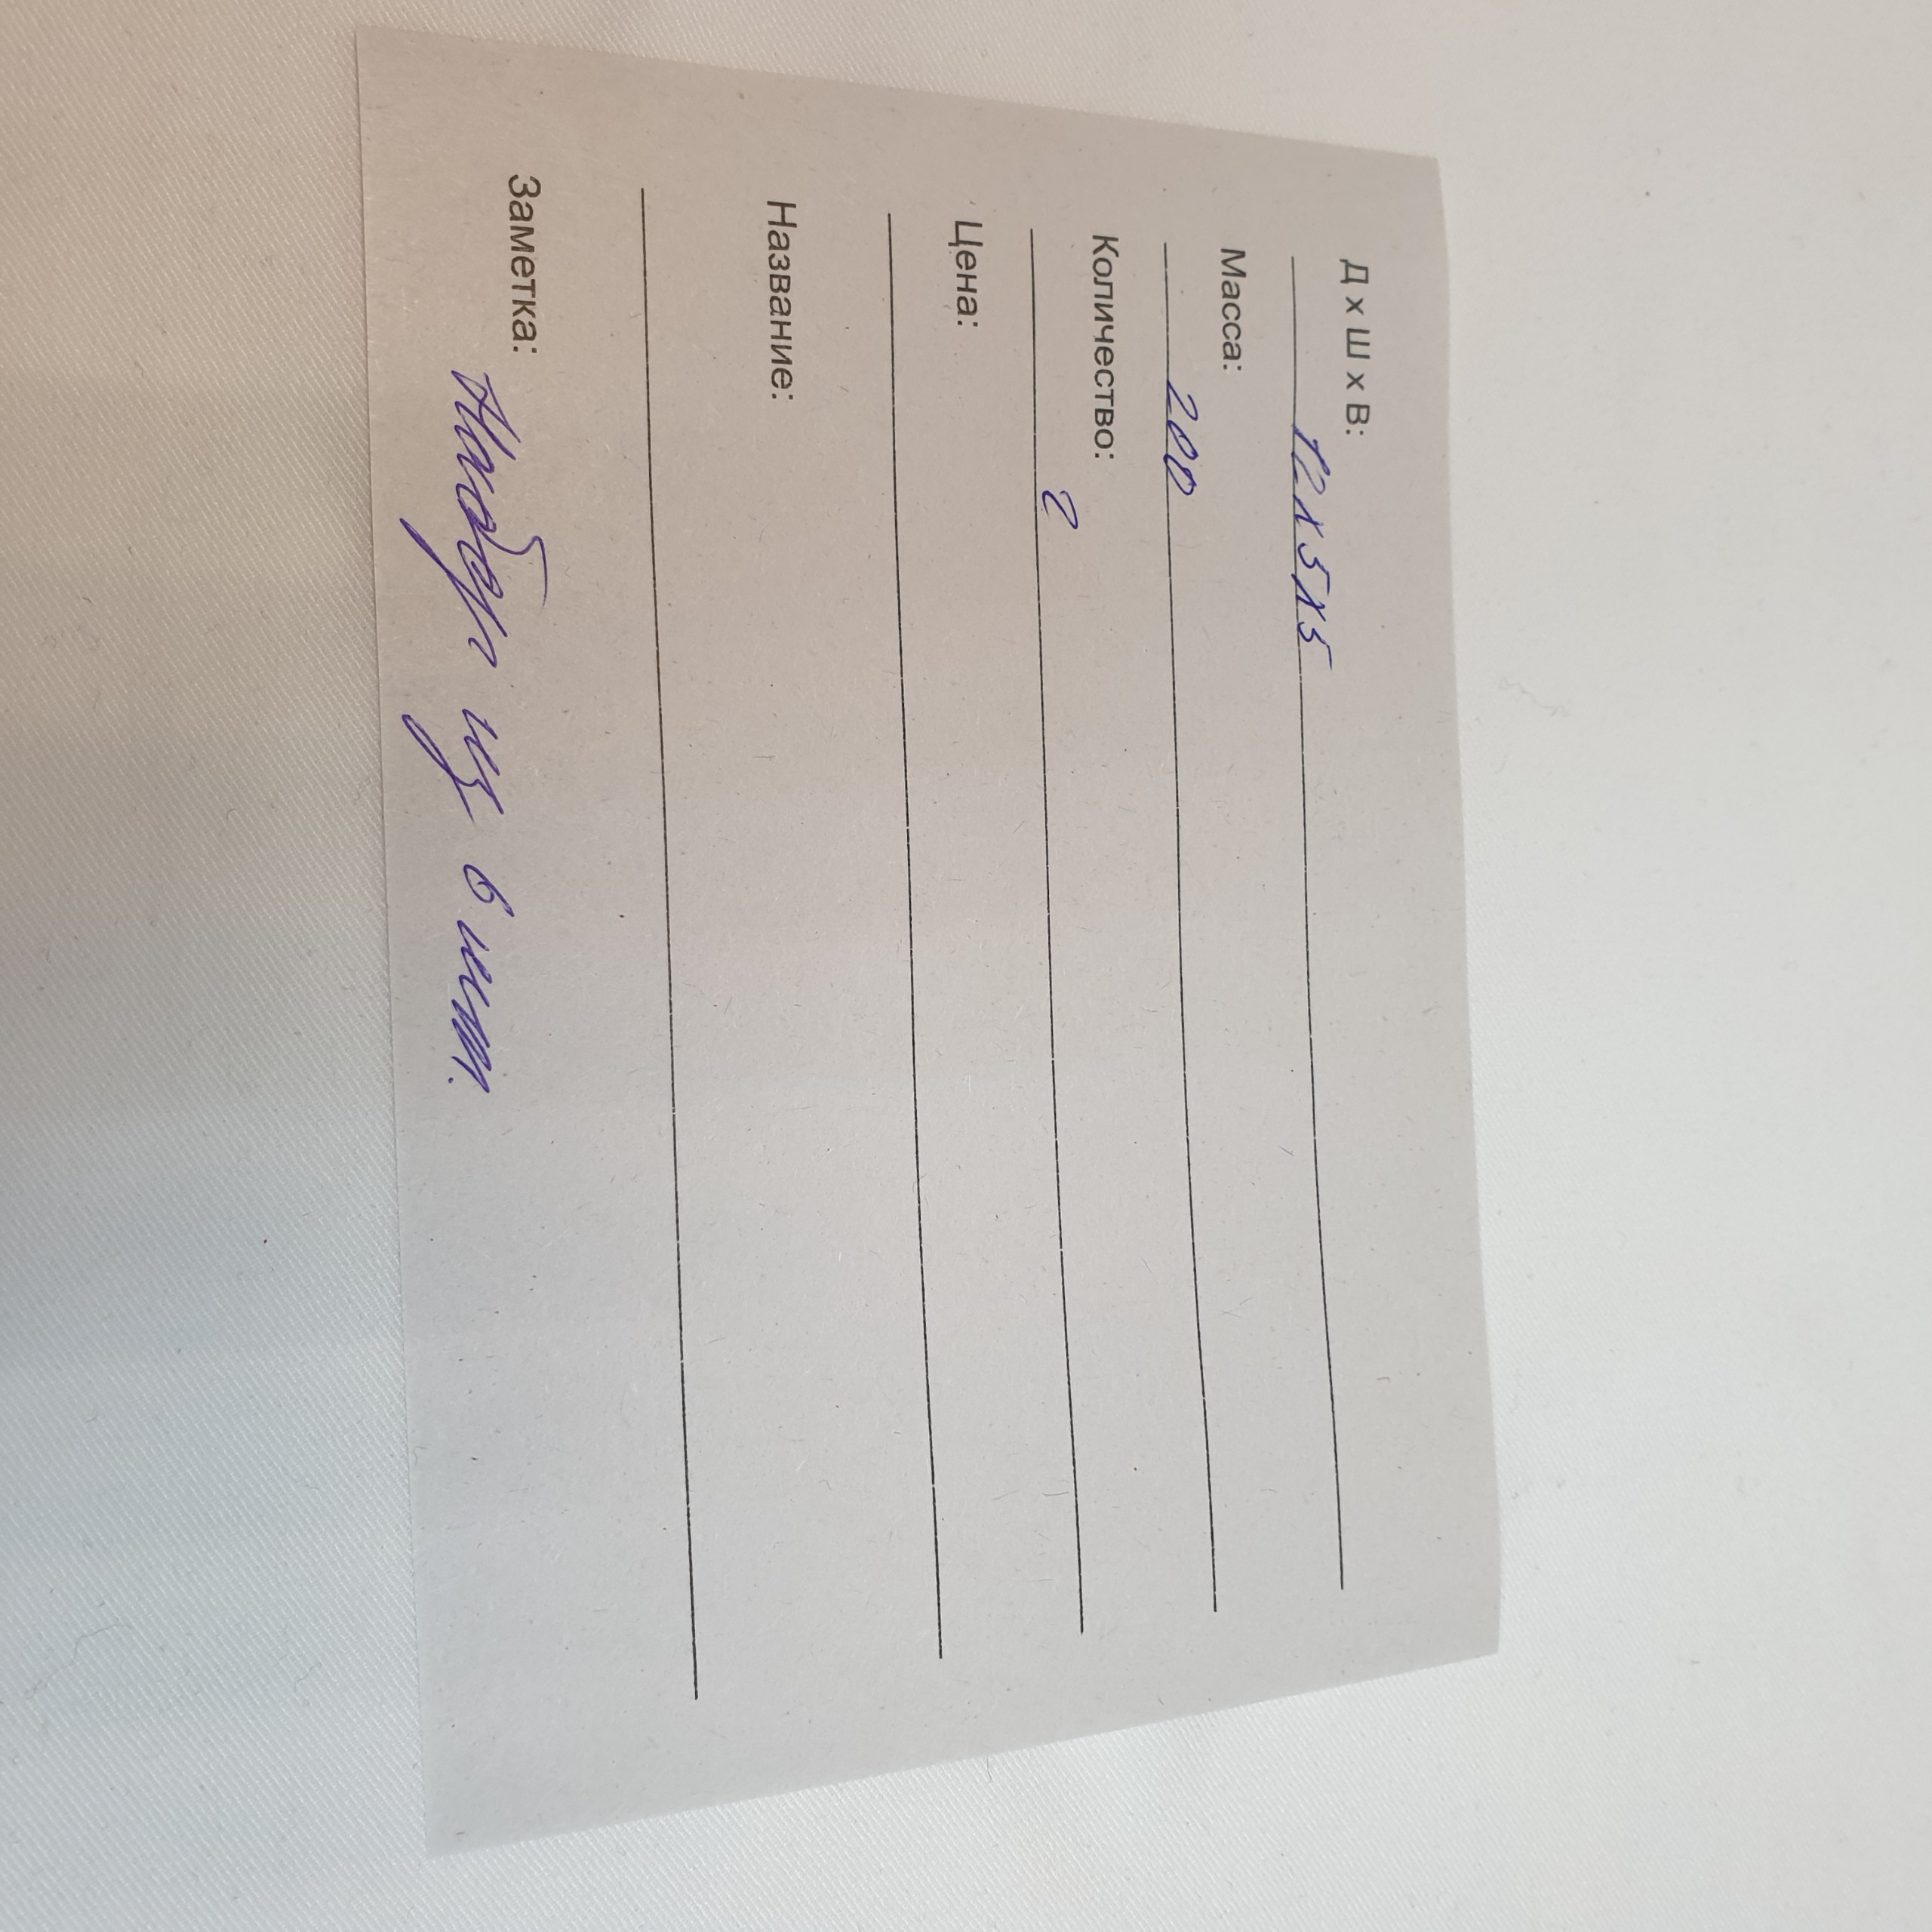 Д х Ш х В: 12х5х5
Масса: 200
Количество: 2
Цена:
Название:
Заметка: Набор из 6 шт.